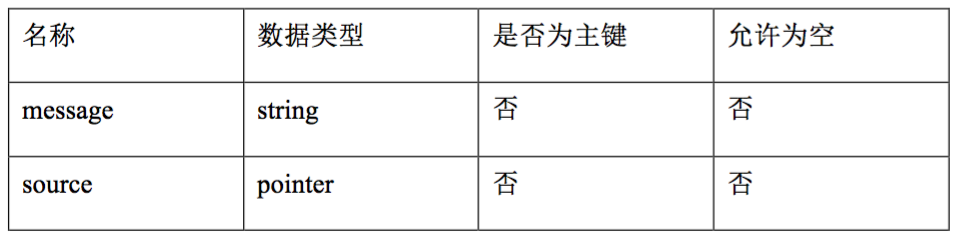 名称 数据类型 是否为主键 允许为空
message string 否 否
source pointer 否 否